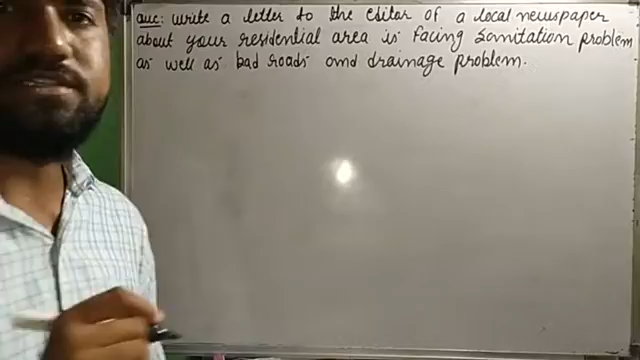 Que: write a letter to the editor of a local newspaper
about your residential area is facing sanitation problem
as well as bad roads and drainage problem.